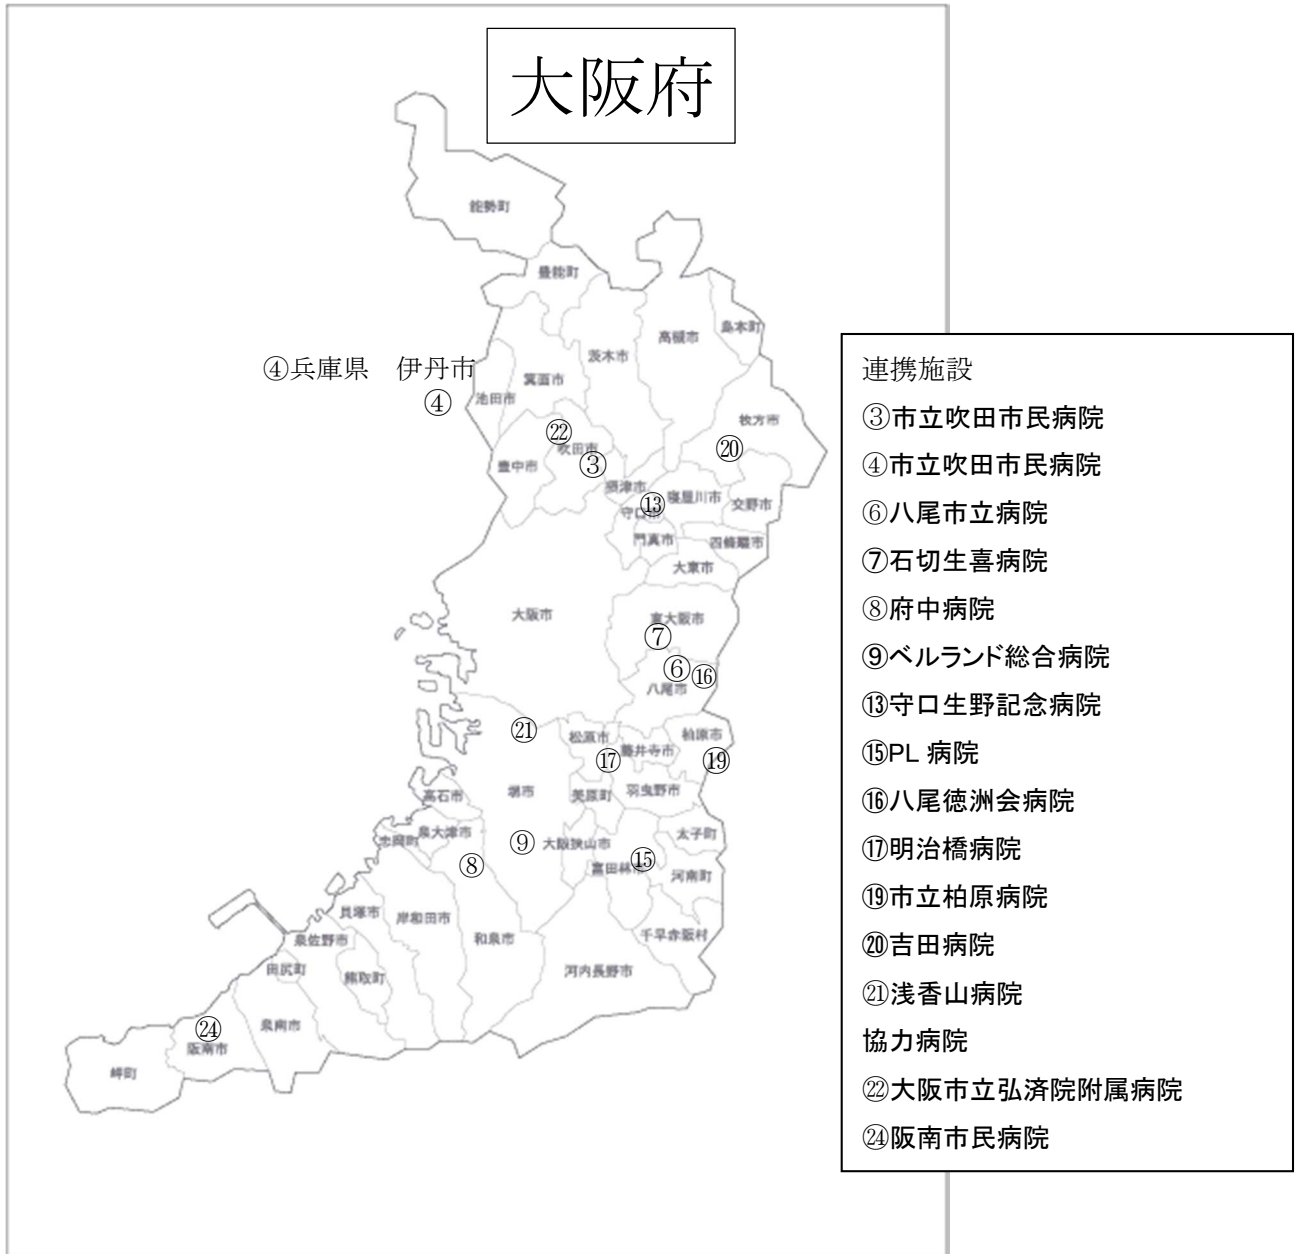 大阪府
能勢町
豊能町
島本町
高槻市
茨木市
④兵庫県　伊丹市
箕面市
池田市
④
枚方市
㉒
吹田市
⑳
豊中市
③
摂津市
寝屋川市
交野市
⑬
守口市
門真市
四條畷市
大東市
大阪市
東大阪市
⑦
⑥
⑯
八尾市
㉑
松原市
藤井寺市
柏原市
⑰
⑲
堺市
美原町
羽曳野市
高石市
泉大津市
忠岡町
太子町
⑨
大阪狭山市
⑧
富田林市
⑮
河南町
貝塚市
岸和田市
千早赤阪村
泉佐野市
和泉市
田尻町
熊取町
河内長野市
㉔
泉南市
阪南市
岬町
連携施設
③市立吹田市民病院
④市立吹田市民病院
⑥八尾市立病院
⑦石切生喜病院
⑧府中病院
⑨ベルランド総合病院
⑬守口生野記念病院
⑮PL 病院
⑯八尾徳洲会病院
⑰明治橋病院
⑲市立柏原病院
⑳吉田病院
㉑浅香山病院
協力病院
㉒大阪市立弘済院附属病院
㉔阪南市民病院